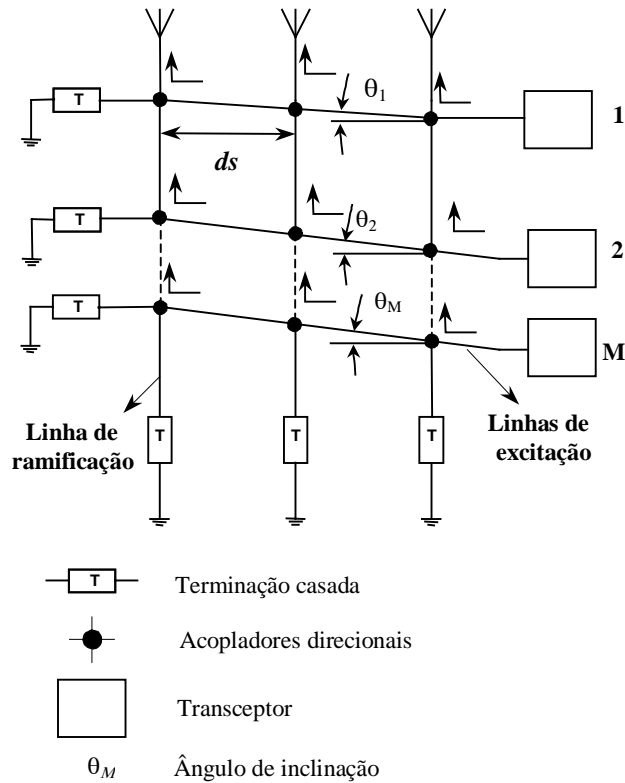 T
θ1
1
ds
T
θ2
2
T
θM
M
Linha de
ramificação
T
T
T
Linhas de
excitação
T
Terminação casada
Acopladores direcionais
Transceptor
θM
Ângulo de inclinação